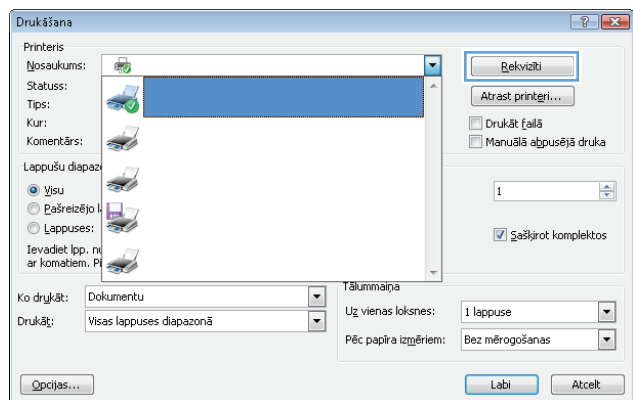 Drukāšana
Printeris
Nosaukums:
Rekvizīti
Statuss:
Tips:
Atrast printeri...
Kur:
Drukāt failā
Komentārs:
Manuālā abpusējā druka
Lappušu diapaz
Visu
1
Pašreizējo l
Lappuses:
Sašķirot komplektos
Ievadiet lpp. nu
ar komatiem. Pi
Tālummaiņa
Ko drukāt: Dokumentu
Uz vienas loksnes: 1 lappuse
Drukāt: Visas lappuses diapazonā
Pēc papīra izmēriem: Bez mērogošanas
Opcijas...
Labi
Atcelt